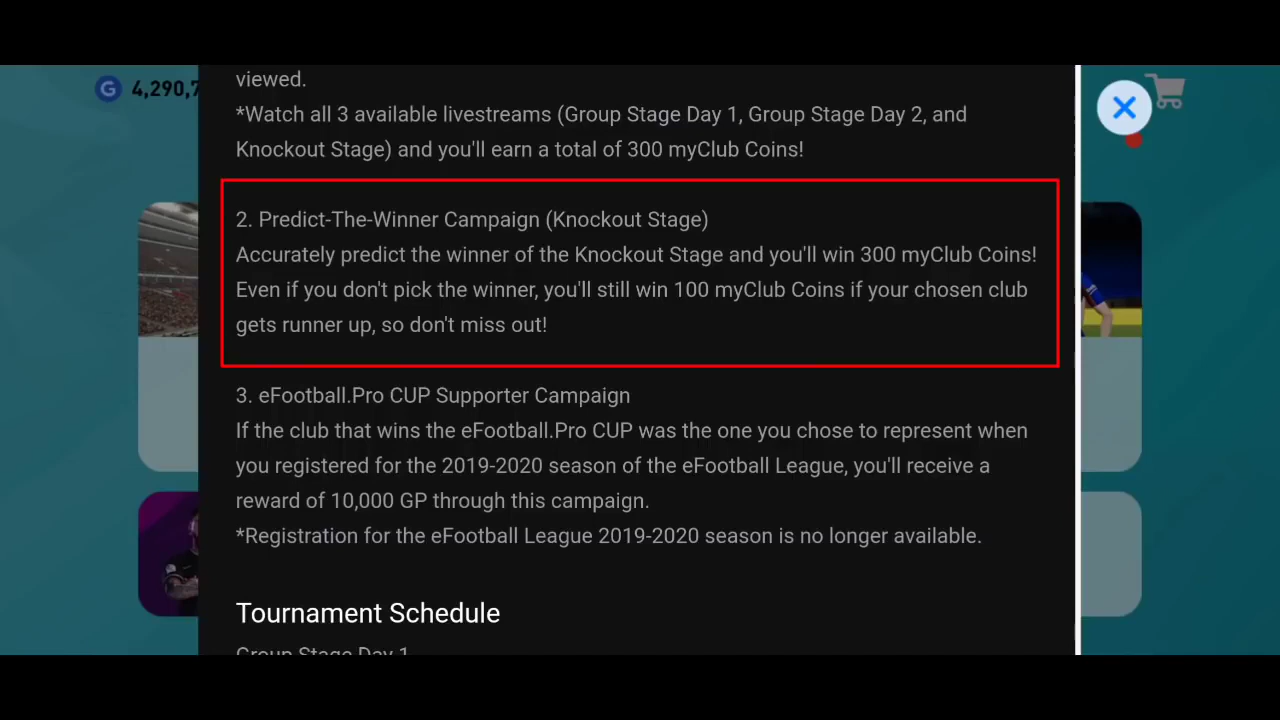 viewed.
G 4,290,7
*Watch all 3 available livestreams (Group Stage Day 1, Group Stage Day 2, and
Knockout Stage) and you'll earn a total of 300 myClub Coins!
2. Predict-The-Winner Campaign (Knockout Stage)
Accurately predict the winner of the Knockout Stage and you'll win 300 myClub Coins!
Even if you don't pick the winner, you'll still win 100 myClub Coins if your chosen club
gets runner up, so don't miss out!
3. eFootball.Pro CUP Supporter Campaign
If the club that wins the eFootball.Pro CUP was the one you chose to represent when
you registered for the 2019-2020 season of the eFootball League, you'll receive a
reward of 10,000 GP through this campaign.
*Registration for the eFootball League 2019-2020 season is no longer available.
Tournament Schedule
Group Stage Day 1